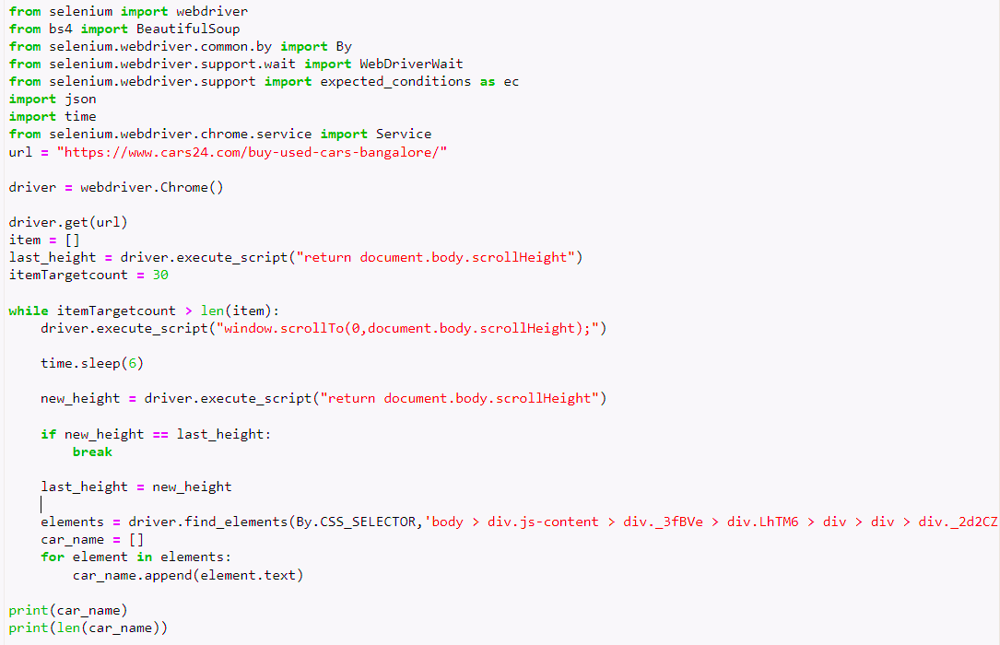 from selenium import webdriver
from bs4 import BeautifulSoup
from selenium.webdriver.common.by import By
from selenium.webdriver.support.wait import WebDriverWait
from selenium.webdriver.support import expected_conditions as ec
import json
import time
from selenium.webdriver.chrome.service import Service
url = "https://www.cars24.com/buy-used-cars-bangalore/"

driver = webdriver.Chrome()

driver.get(url)
item = []
last_height = driver.execute_script("return document.body.scrollHeight")
itemTargetcount = 30

while itemTargetcount > len(item):
    driver.execute_script("window.scrollTo(0,document.body.scrollHeight);")

    time.sleep(6)

    new_height = driver.execute_script("return document.body.scrollHeight")

    if new_height == last_height:
        break

    last_height = new_height

    elements = driver.find_elements(By.CSS_SELECTOR,'body > div.js-content > div._3fBVe > div.LhTM6 > div > div > div._2d2CZ
    car_name = []
    for element in elements:
        car_name.append(element.text)

print(car_name)
print(len(car_name))